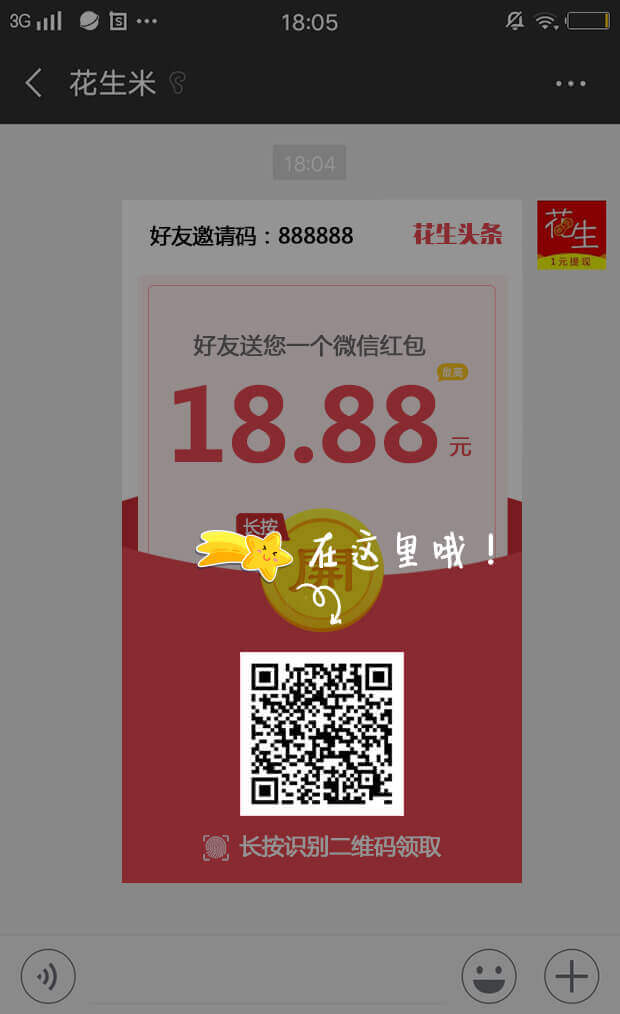 3G 18:05
花生米
18:04
好友邀请码：888888
花生头条
花生
1元提现
好友送您一个微信红包
最高
18.88元
长按
開
在这里哦！
长按识别二维码领取